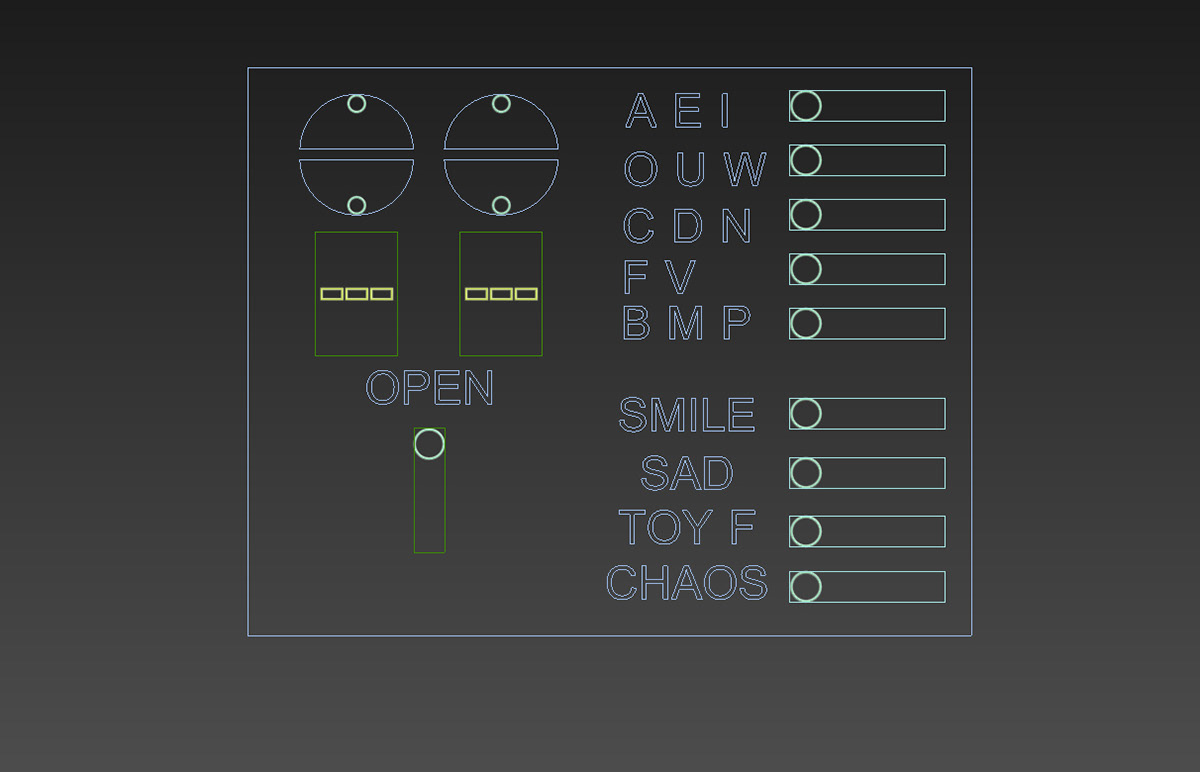 A E I
O U W
C D N
F V
B M P
OPEN
SMILE
SAD
TOY F
CHAOS